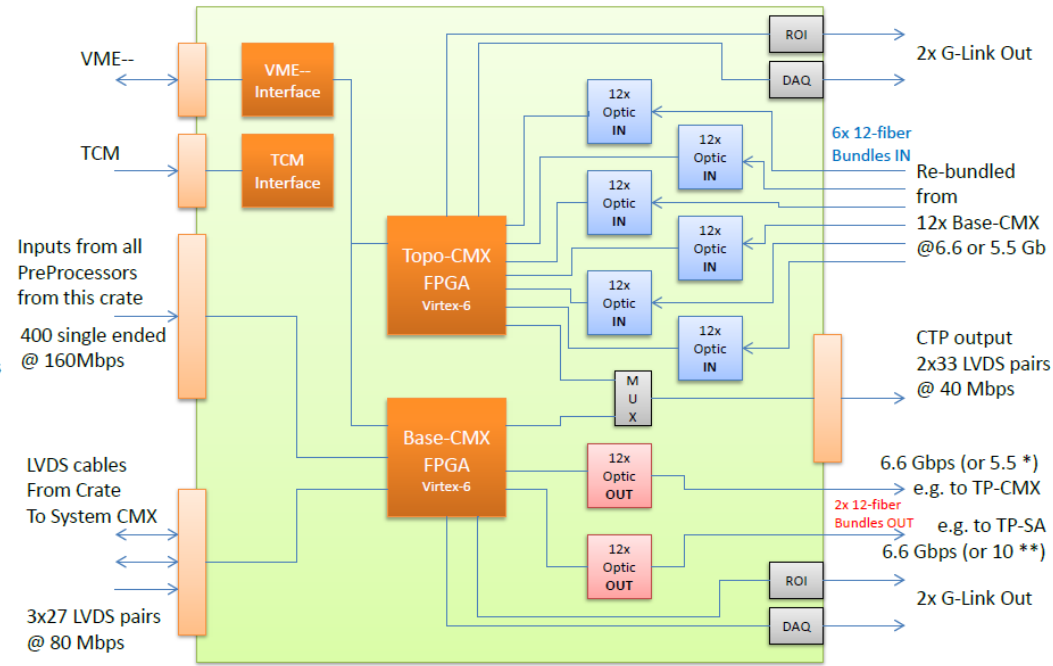 VME--
VME--
Interface
TCM
TCM
Interface
Inputs from all
PreProcessors
from this crate
400 single ended
@ 160Mbps
LVDS cables
From Crate
To System CMX
3x27 LVDS pairs
@ 80 Mbps
Topo-CMX
FPGA
Virtex-6
Base-CMX
FPGA
Virtex-6
12x
Optic
IN
12x
Optic
IN
12x
Optic
IN
12x
Optic
IN
12x
Optic
IN
12x
Optic
IN
M
U
X
12x
Optic
OUT
12x
Optic
OUT
ROI
DAQ
2x G-Link Out
6x 12-fiber
Bundles IN
Re-bundled
from
12x Base-CMX
@6.6 or 5.5 Gb
CTP output
2x33 LVDS pairs
@ 40 Mbps
6.6 Gbps (or 5.5 *)
e.g. to TP-CMX
2x 12-fiber
Bundles OUT
e.g. to TP-SA
6.6 Gbps (or 10 **)
ROI
DAQ
2x G-Link Out